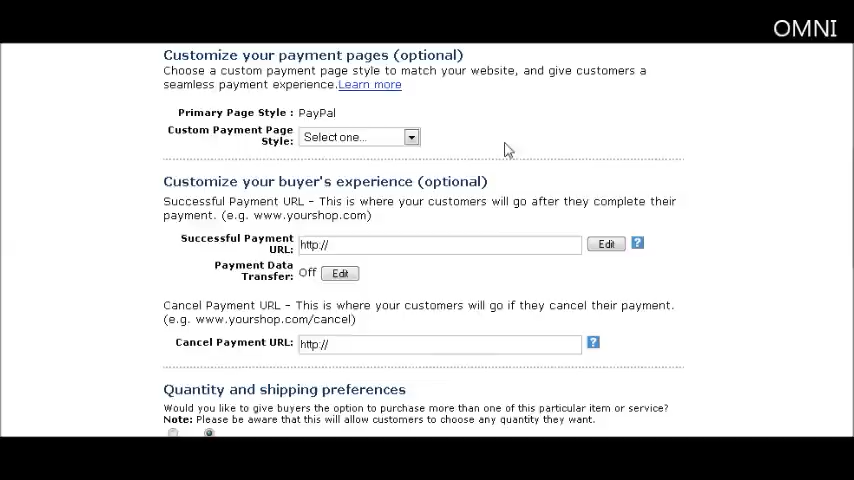 OMNI
Customize your payment pages (optional)
Choose a custom payment page style to match your website, and give customers a
seamless payment experience.Learn more
Primary Page Style : PayPal
Custom Payment Page
Style:
Select one...
Customize your buyer's experience (optional)
Successful Payment URL - This is where your customers will go after they complete their
payment. (e.g. www.yourshop.com)
Successful Payment
URL:
http://
Edit
?
Payment Data
Transfer:
Off
Edit
Cancel Payment URL - This is where your customers will go if they cancel their payment.
(e.g. www.yourshop.com/cancel)
Cancel Payment URL: http://
?
Quantity and shipping preferences
Would you like to give buyers the option to purchase more than one of this particular item or service?
Note: Please be aware that this will allow customers to choose any quantity they want.